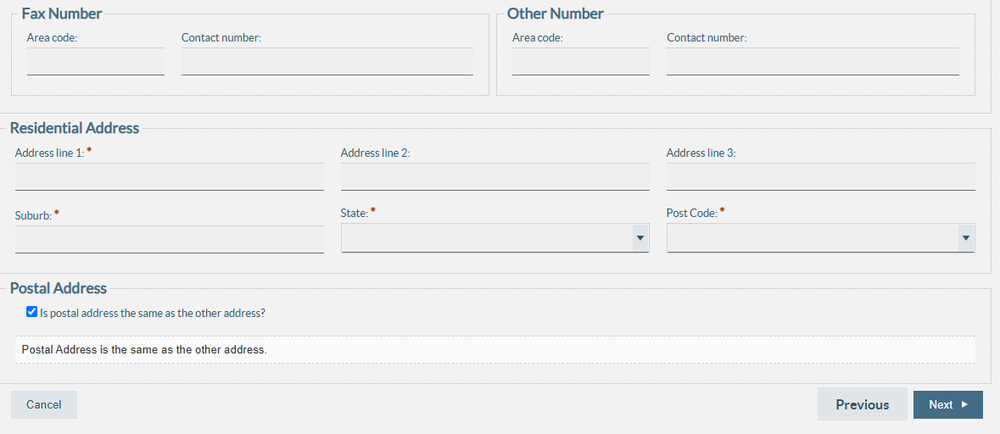 Fax Number
Other Number
Area code:
Contact number:
Area code:
Contact number:
Residential Address
Address line 1: *
Address line 2:
Address line 3:
Suburb: *
State: *
Post Code: *
Postal Address
Is postal address the same as the other address?
Postal Address is the same as the other address.
Cancel
Previous
Next